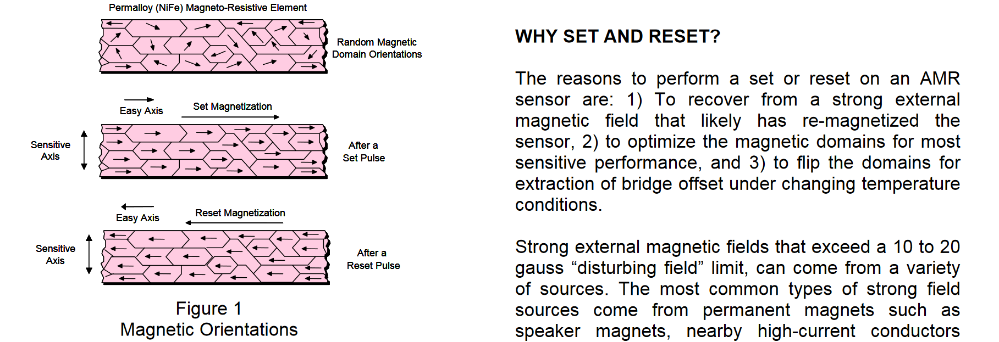 Permalloy (NiFe) Magneto-Resistive Element
Random Magnetic
Domain Orientations
Easy Axis
Set Magnetization
Sensitive
Axis
After a
Set Pulse
Easy Axis
Reset Magnetization
Sensitive
Axis
After a
Reset Pulse
Figure 1
Magnetic Orientations
WHY SET AND RESET?
The reasons to perform a set or reset on an AMR
sensor are: 1) To recover from a strong external
magnetic field that likely has re-magnetized the
sensor, 2) to optimize the magnetic domains for most
sensitive performance, and 3) to flip the domains for
extraction of bridge offset under changing temperature
conditions.
Strong external magnetic fields that exceed a 10 to 20
gauss “disturbing field” limit, can come from a variety
of sources. The most common types of strong field
sources come from permanent magnets such as
speaker magnets, nearby high-current conductors